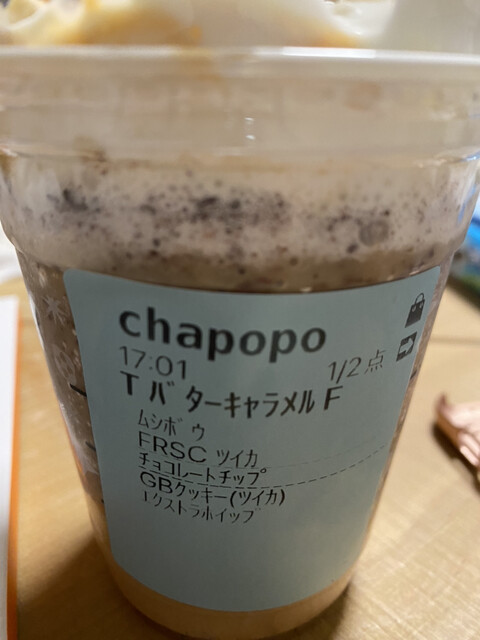 chapopo
17:01 1/2点
T バターキャラメル F
ムシボウ
FRSC ツイカ
チョコレートチップ
GBクッキー(ツイカ)
エクストラホイップ